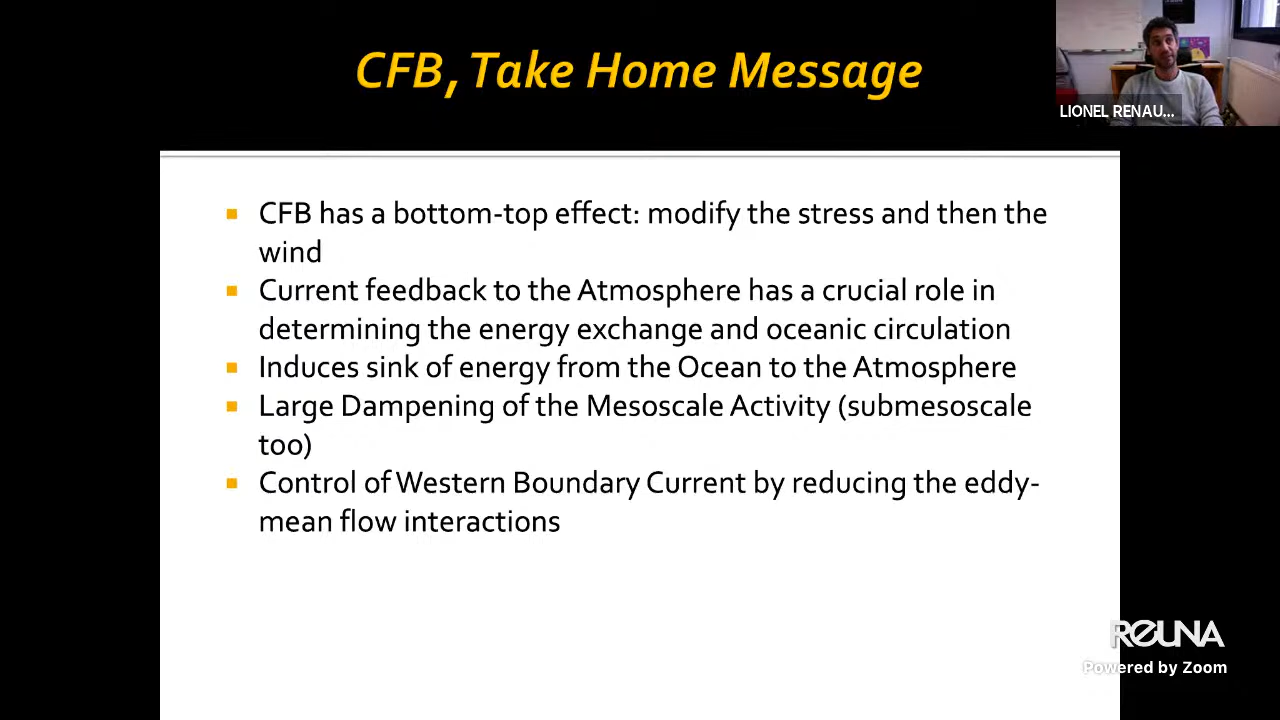 CFB, Take Home Message
LIONEL RENAU...
CFB has a bottom-top effect: modify the stress and then the
wind
Current feedback to the Atmosphere has a crucial role in
determining the energy exchange and oceanic circulation
Induces sink of energy from the Ocean to the Atmosphere
Large Dampening of the Mesoscale Activity (submesoscale
too)
Control of Western Boundary Current by reducing the eddy-
mean flow interactions
REUNA
Powered by Zoom